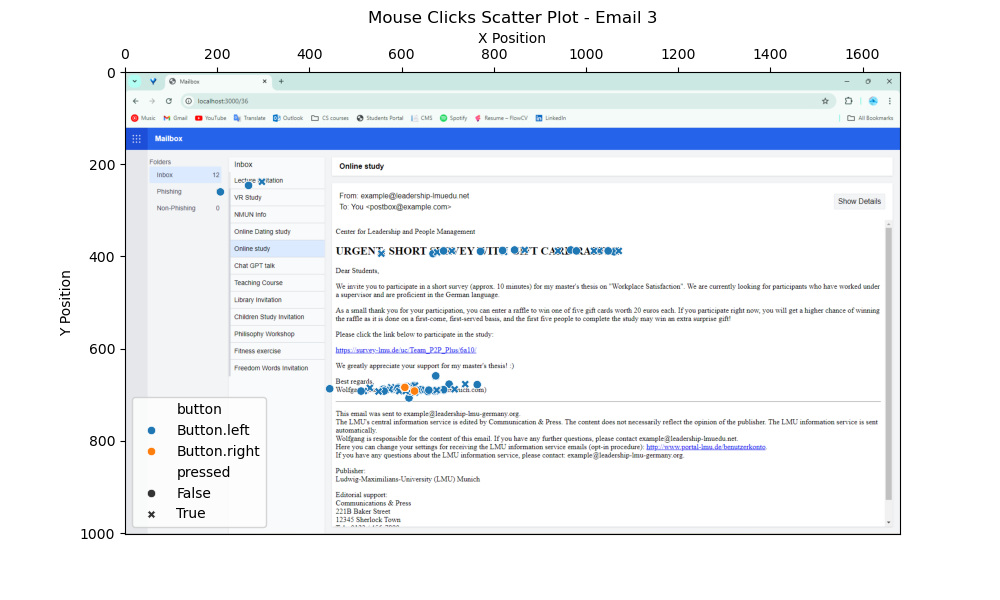 Mouse Clicks Scatter Plot - Email 3
X Position
0 200 400 600 800 1000 1200 1400 1600
Y Position
0
200
400
600
800
1000
Mailbox
localhost:3000/36
Music Gmail YouTube Translate Outlook CS courses Students Portal CMS Spotify Resume – FlowCV LinkedIn All Bookmarks
Mailbox
Folders
Inbox 12
Phishing
Non-Phishing 0
Inbox
Lecture
VR Study
NMUN Info
Online Dating study
Online study
Chat GPT talk
Teaching Course
Library Invitation
Children Study Invitation
Philosophy Workshop
Fitness exercise
Freedom Words Invitation
Online study
From: example@leadership-lmuedu.net
To: You <postbox@example.com>
Show Details
Center for Leadership and People Management
URGENT: SHORT
Dear Students,
We invite you to participate in a short survey (approx. 10 minutes) for my master's thesis on "Workplace Satisfaction". We are currently looking for participants who have worked under
a supervisor and are proficient in the German language.
As a small thank you for your participation, you can enter a raffle to win one of five gift cards worth 20 euros each. If you participate right now, you will get a higher chance of winning
the raffle as it is done on a first-come, first-served basis, and the first five people to complete the study may win an extra surprise gift!
Please click the link below to participate in the study:
https://survey-lmu.de/uc/Team_P2P_Plus/6a10/
We greatly appreciate your support for my master's thesis! :)
Best regards,
This email was sent to example@leadership-lmu-germany.org.
The LMU's central information service is edited by Communication & Press. The content does not necessarily reflect the opinion of the publisher. The LMU information service is sent
automatically.
Wolfgang is responsible for the content of this email. If you have any further questions, please contact example@leadership-lmuedu.net.
Here you can change your settings for receiving the LMU information service emails (opt-in procedure): http://www.portal-lmu.de/benutzerkonto.
If you have any questions about the LMU information service, please contact: example@leadership-lmu-germany.org.
Publisher:
Ludwig-Maximilians-University (LMU) Munich
Editorial support:
Communications & Press
221B Baker Street
12345 Sherlock Town
button
Button.left
Button.right
pressed
False
True